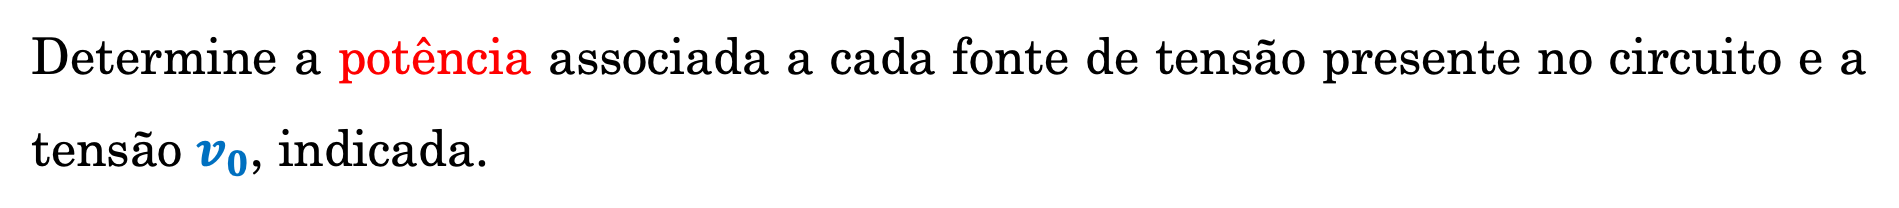 Determine a potência associada a cada fonte de tensão presente no circuito e a
tensão v₀, indicada.